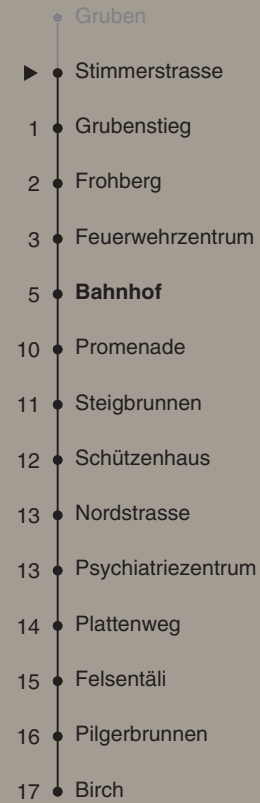 Gruben
Stimmerstrasse
1 Grubenstieg
2 Frohberg
3 Feuerwehrzentrum
5 Bahnhof
10 Promenade
11 Steigbrunnen
12 Schützenhaus
13 Nordstrasse
13 Psychiatriezentrum
14 Plattenweg
15 Felsentäli
16 Pilgerbrunnen
17 Birch